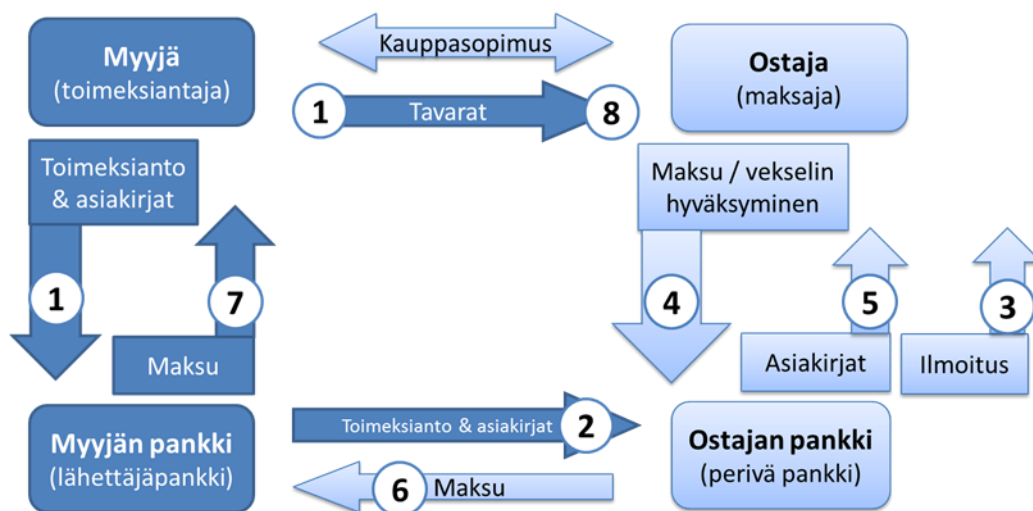 Myyjä
(toimeksiantaja)
Kauppasopimus
Ostaja
(maksaja)
1
Tavarat
8
Toimeksianto
& asiakirjat
Maksu / vekselin
hyväksyminen
1
7
4
5
3
Maksu
Asiakirjat
Ilmoitus
Myyjän pankki
(lähettäjäpankki)
Toimeksianto & asiakirjat
2
Ostajan pankki
(perivä pankki)
6
Maksu